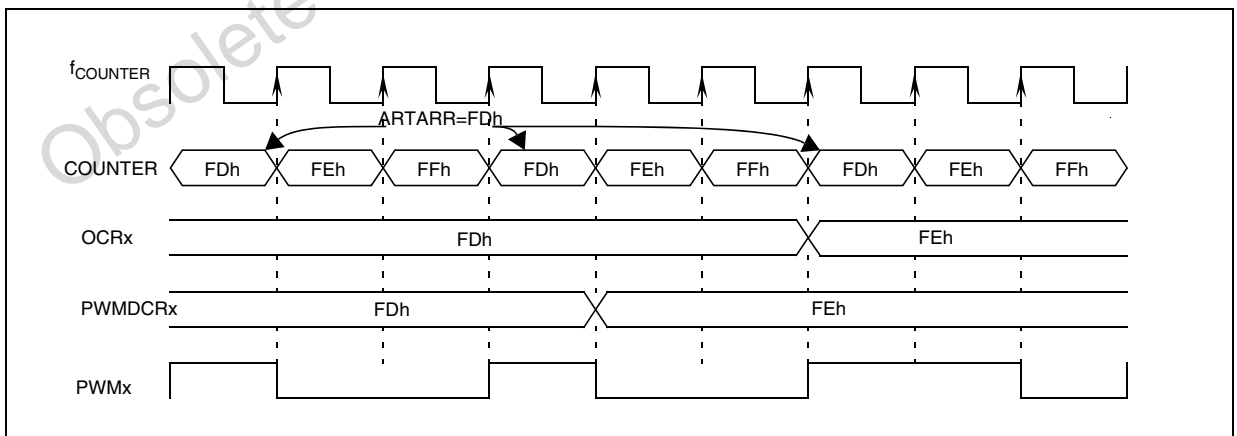 Obsolete
fCOUNTER
ARTARR=FDh
COUNTER FDh FEh FFh FDh FEh FFh FDh FEh FFh
OCRx FDh FEh
PWMDCRx FDh FEh
PWMx